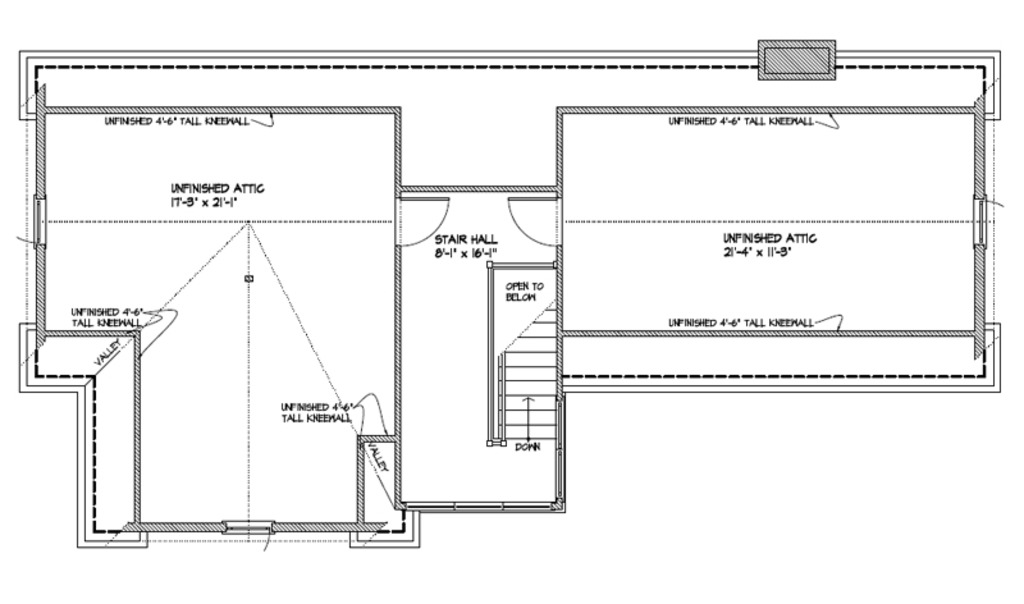 UNFINISHED 4'-6" TALL KNEEWALL
UNFINISHED 4'-6" TALL KNEEWALL
UNFINISHED ATTIC
17'-3" x 21'-1"
STAIR HALL
8'-1" x 16'-1"
UNFINISHED ATTIC
21'-4" x 11'-3"
OPEN TO
BELOW
UNFINISHED 4'-6"
TALL KNEEWALL
UNFINISHED 4'-6" TALL KNEEWALL
VALLEY
UNFINISHED 4'-6"
TALL KNEEWALL
VALLEY
DOWN